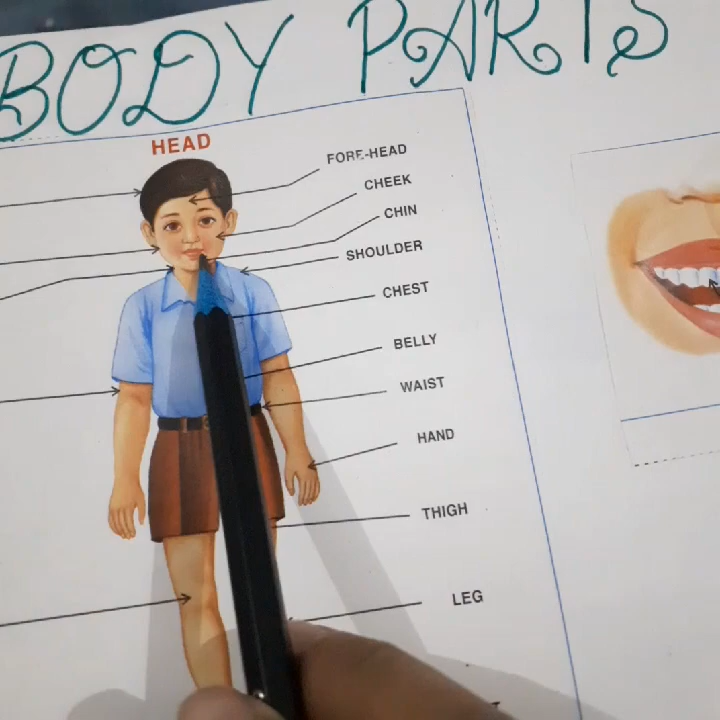 BODY PARTS
HEAD
FORE-HEAD
CHEEK
CHIN
SHOULDER
CHEST
BELLY
WAIST
HAND
THIGH
LEG